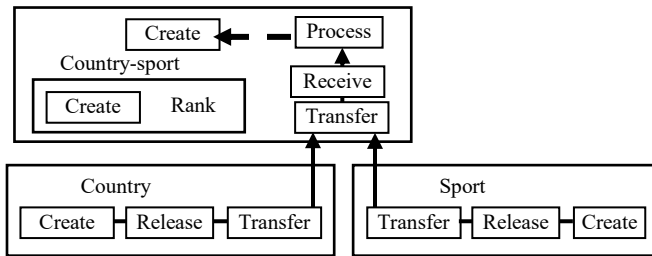 Create
Process
Country-sport
Receive
Create
Rank
Transfer
Country
Create
Release
Transfer
Sport
Transfer
Release
Create